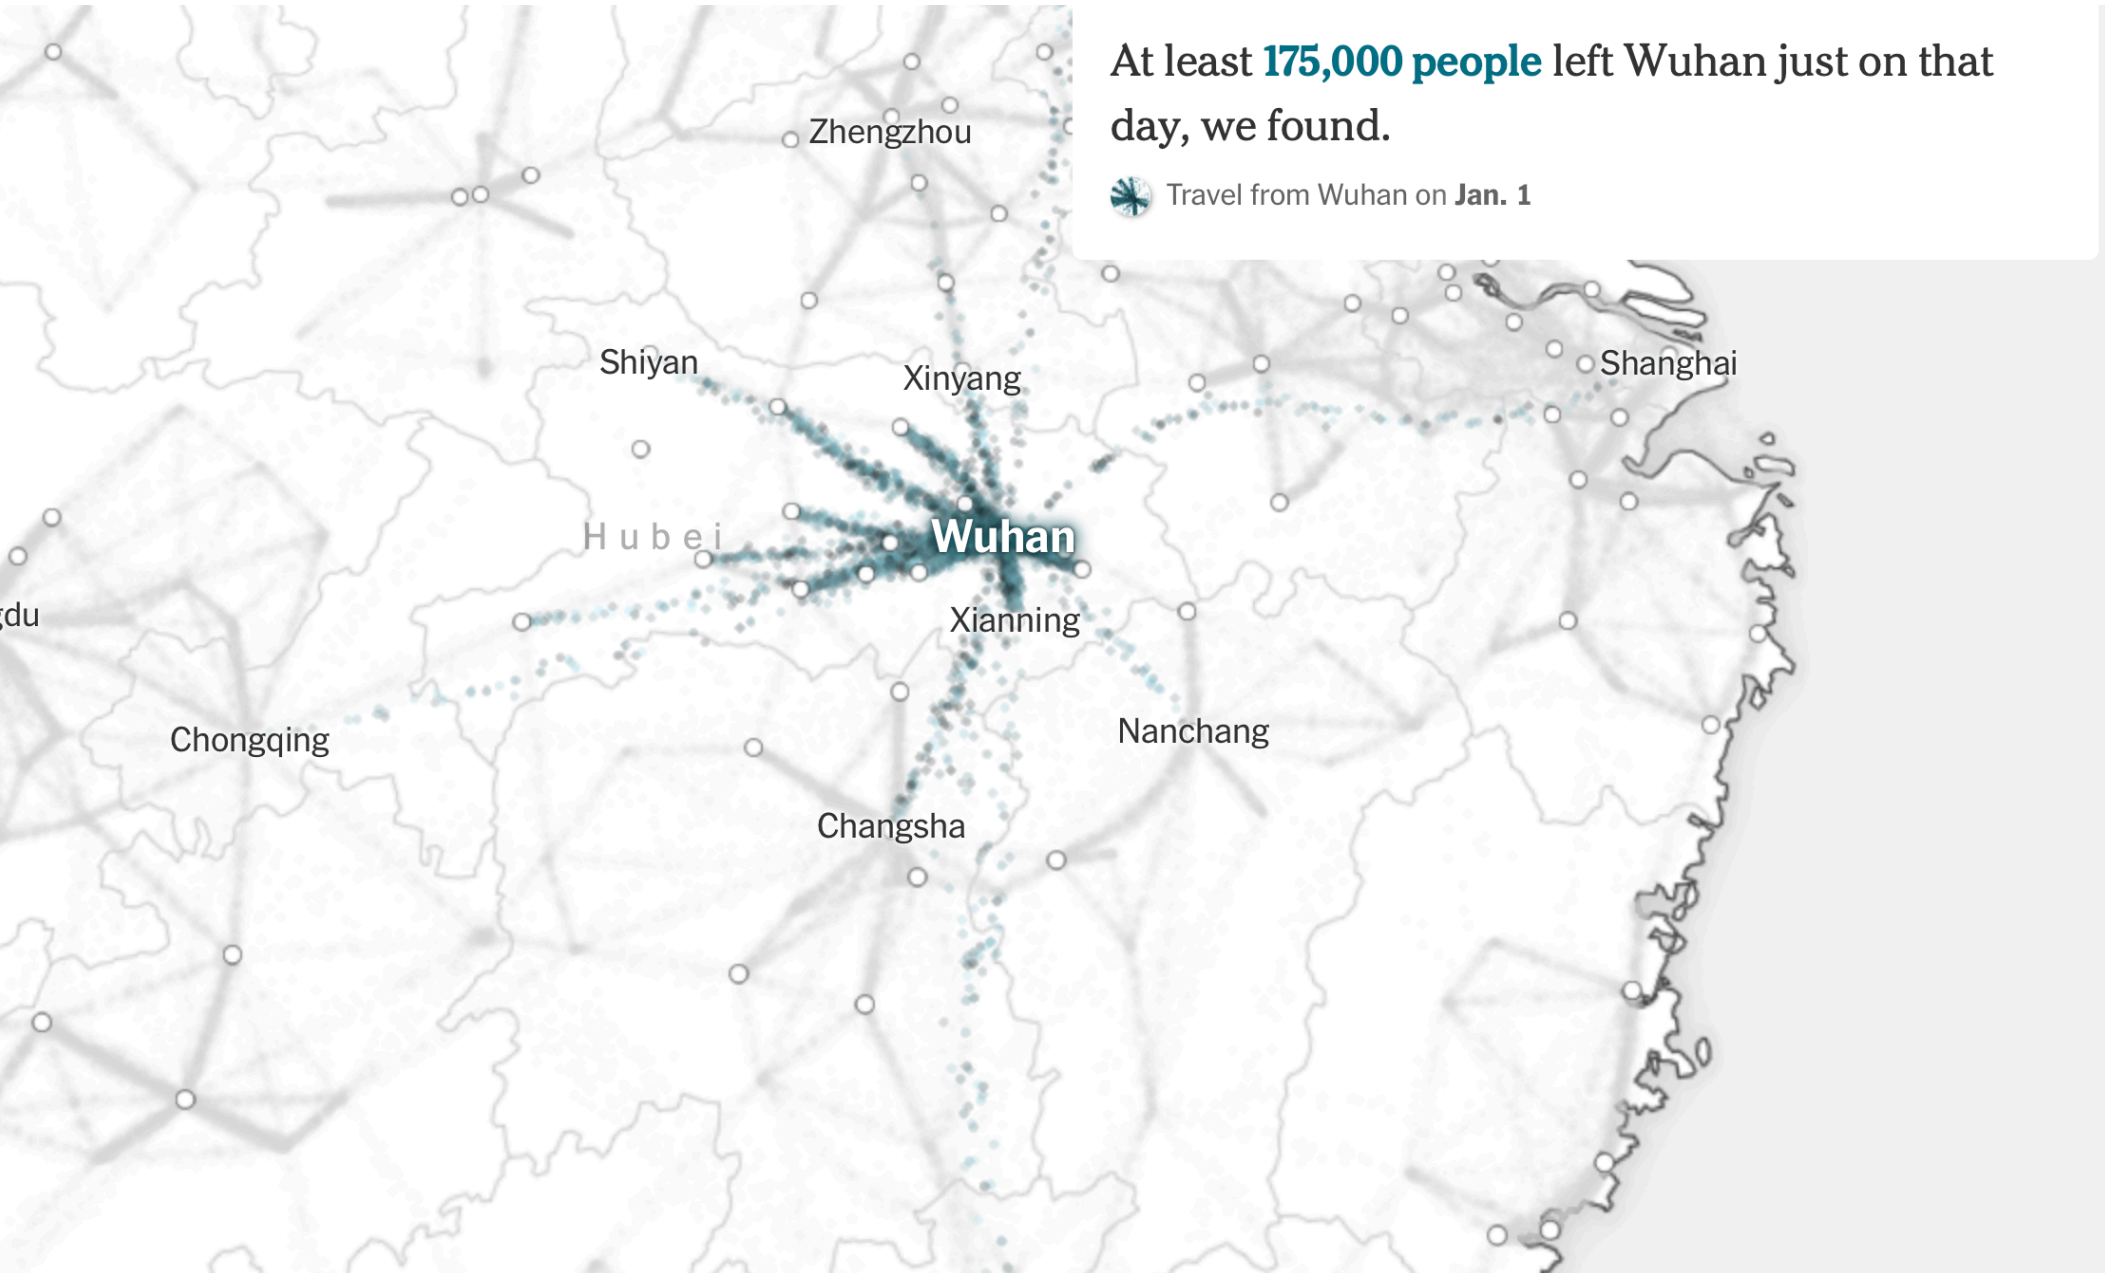 At least 175,000 people left Wuhan just on that
day, we found.
Travel from Wuhan on Jan. 1
Zhengzhou
Shiyan
Xinyang
Shanghai
Hubei
Wuhan
gdu
Xianning
Chongqing
Nanchang
Changsha